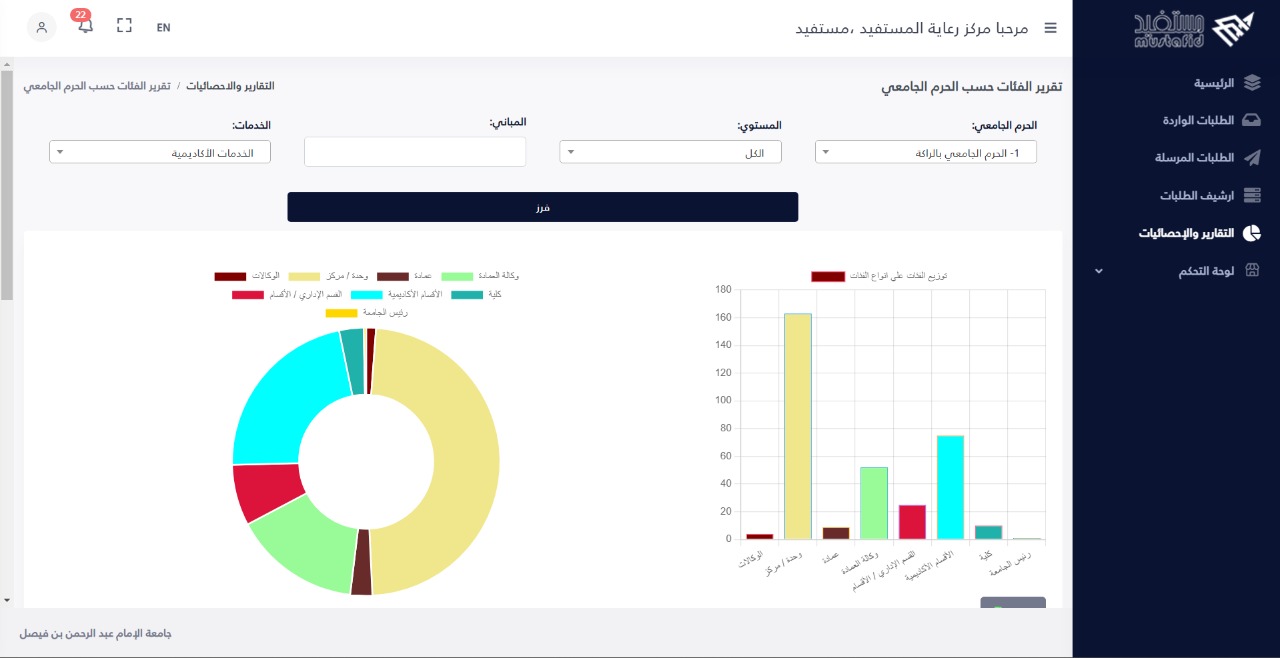 مستفيد
mustafid
مرحبا مركز رعاية المستفيد ،مستفيد
EN
22
الرئيسية
الطلبات الواردة
الطلبات المرسلة
ارشيف الطلبات
التقارير والإحصائيات
لوحة التحكم
تقرير الفئات حسب الحرم الجامعي
التقارير والاحصائيات / تقرير الفئات حسب الحرم الجامعي
الحرم الجامعي:
المستوي:
المباني:
الخدمات:
1- الحرم الجامعي بالراكة
الكل
الخدمات الأكاديمية
فرز
توزيع الفئات على انواع الفئات
180
160
140
120
100
80
60
40
20
0
الوكالات
وحدة / مركز
عمادة
وكالة العمادة
القسم الإداري / الأقسام
الأقسام الأكاديمية
كلية
رئيس الجامعة
الوكالات
وحدة / مركز
عمادة
وكالة العمادة
القسم الإداري / الأقسام
الأقسام الأكاديمية
كلية
رئيس الجامعة
جامعة الإمام عبد الرحمن بن فيصل